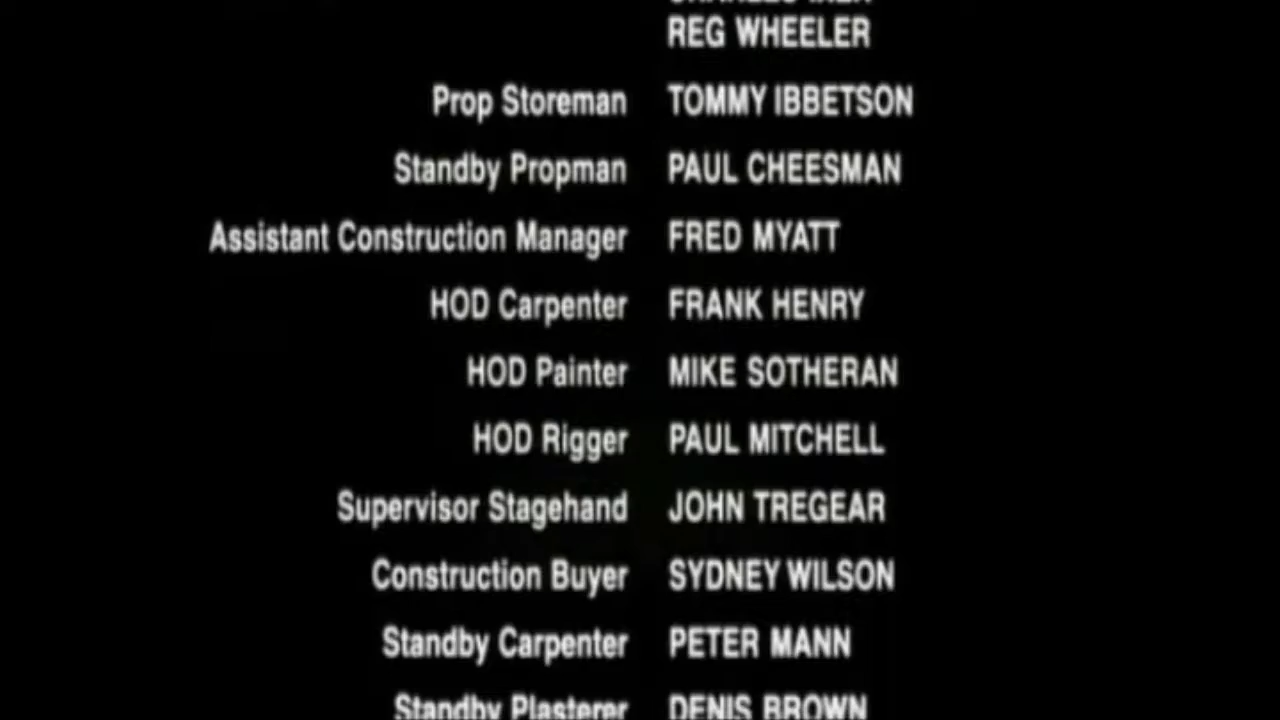 REG WHEELER
Prop Storeman TOMMY IBBETSON
Standby Propman PAUL CHEESMAN
Assistant Construction Manager FRED MYATT
HOD Carpenter FRANK HENRY
HOD Painter MIKE SOTHERAN
HOD Rigger PAUL MITCHELL
Supervisor Stagehand JOHN TREGEAR
Construction Buyer SYDNEY WILSON
Standby Carpenter PETER MANN
Standby Plasterer DENIS BROWN